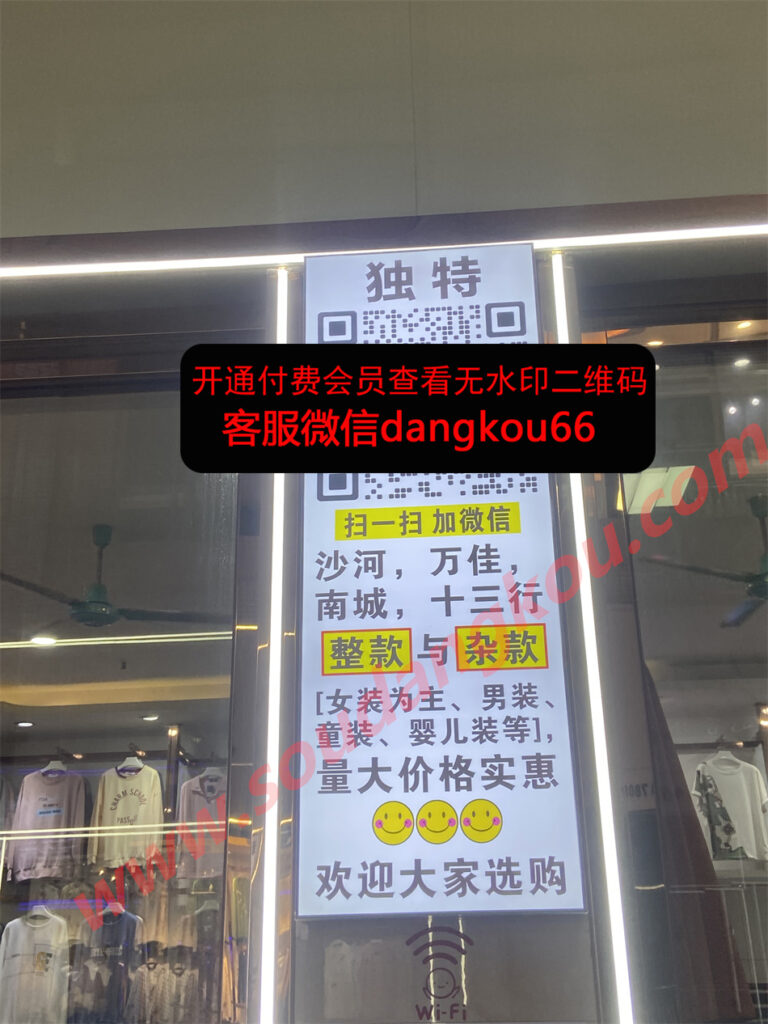 独特
开通付费会员查看无水印二维码
客服微信dangkou66
扫一扫 加微信
沙河，万佳，
南城，十三行
整款与杂款
[女装为主、男装、
童装、婴儿装等],
量大价格实惠
欢迎大家选购
Wi-Fi
www.soudangkou.com
CHARM SCHOOL